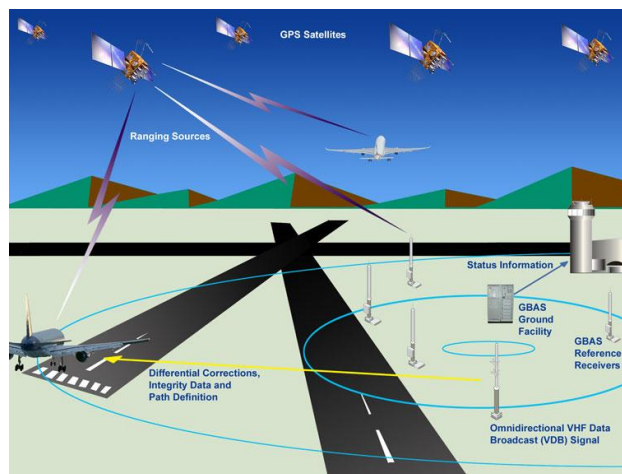 GPS Satellites
Ranging Sources
Status Information
GBAS
Ground
Facility
GBAS
Reference
Receivers
Differential Corrections,
Integrity Data and
Path Definition
Omnidirectional VHF Data
Broadcast (VDB) Signal